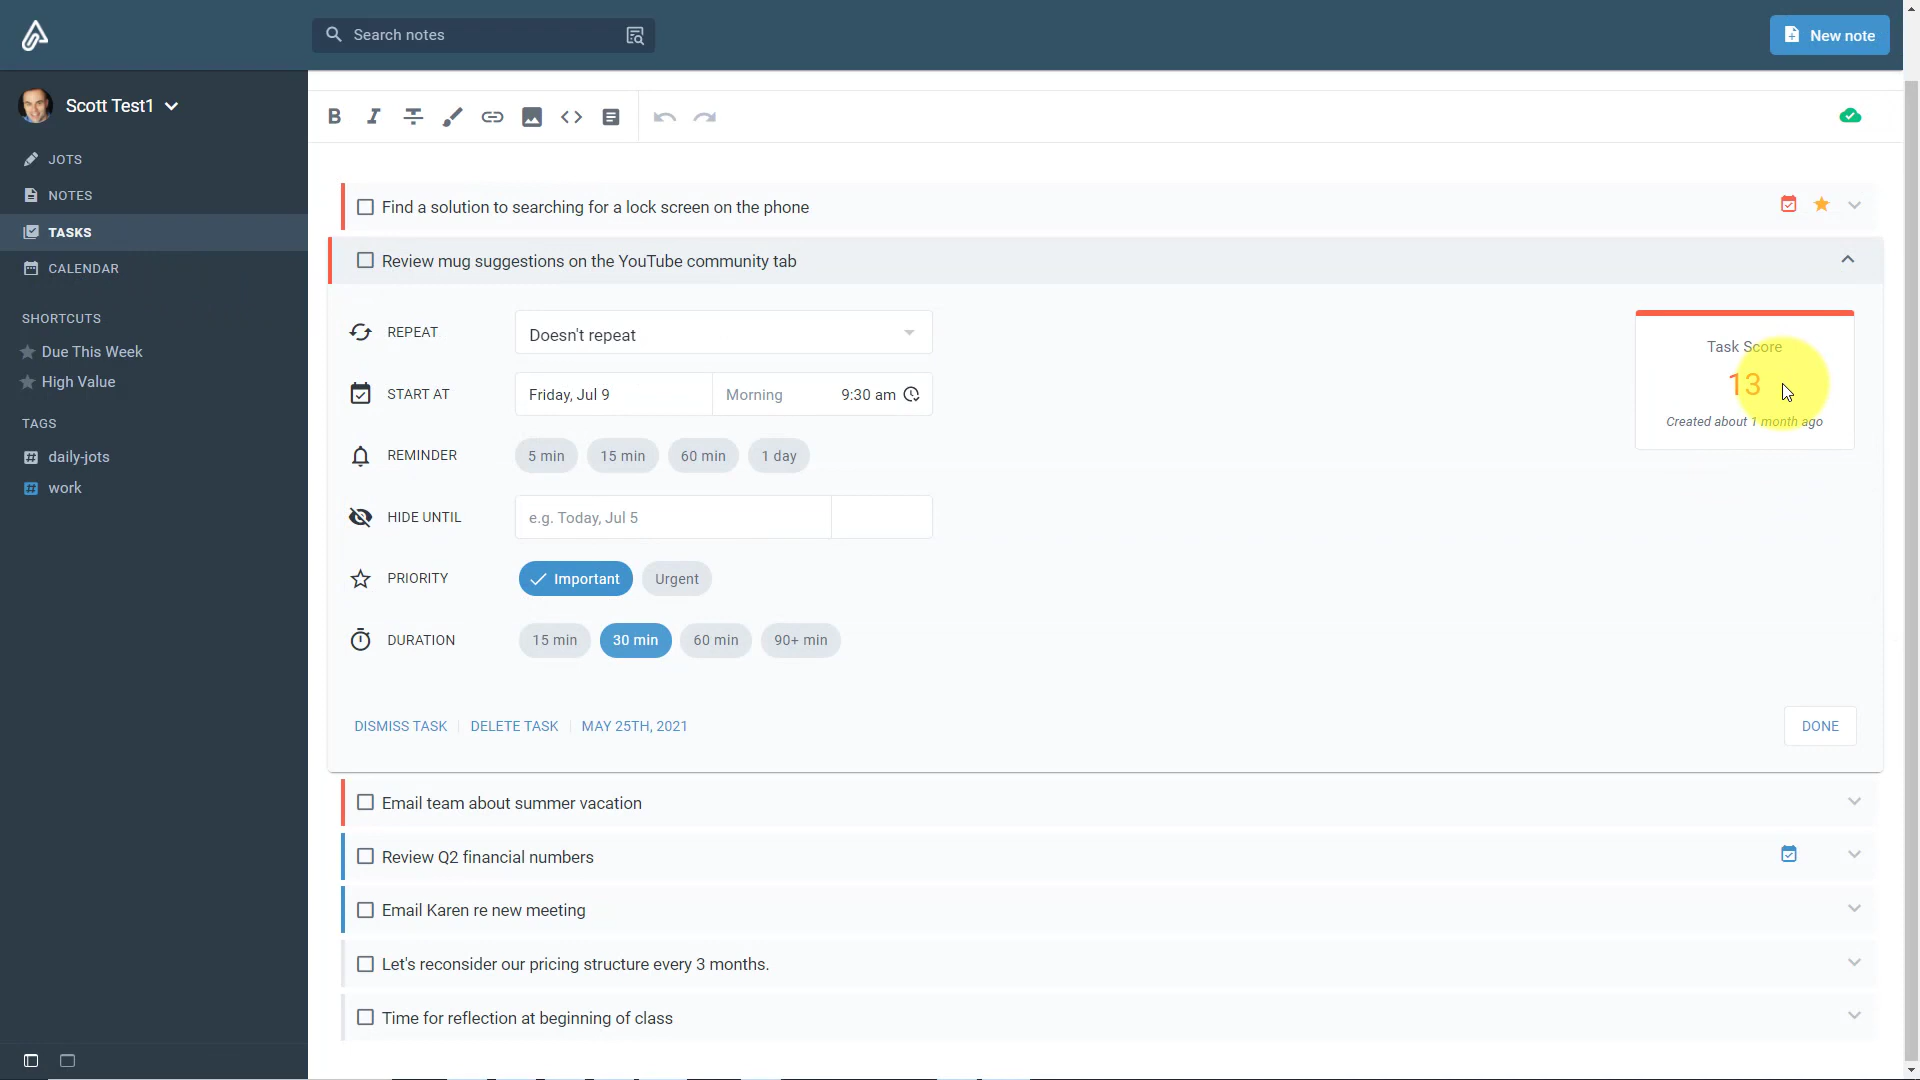 Search notes
New note
Scott Test1
JOTS
NOTES
TASKS
CALENDAR
SHORTCUTS
Due This Week
High Value
TAGS
daily-jots
work
Find a solution to searching for a lock screen on the phone
Review mug suggestions on the YouTube community tab
REPEAT Doesn't repeat
START AT Friday, Jul 9 Morning 9:30 am
REMINDER 5 min 15 min 60 min 1 day
HIDE UNTIL e.g. Today, Jul 5
PRIORITY Important Urgent
DURATION 15 min 30 min 60 min 90+ min
Task Score
13
Created about 1 month ago
DISMISS TASK DELETE TASK MAY 25TH, 2021 DONE
Email team about summer vacation
Review Q2 financial numbers
Email Karen re new meeting
Let's reconsider our pricing structure every 3 months.
Time for reflection at beginning of class